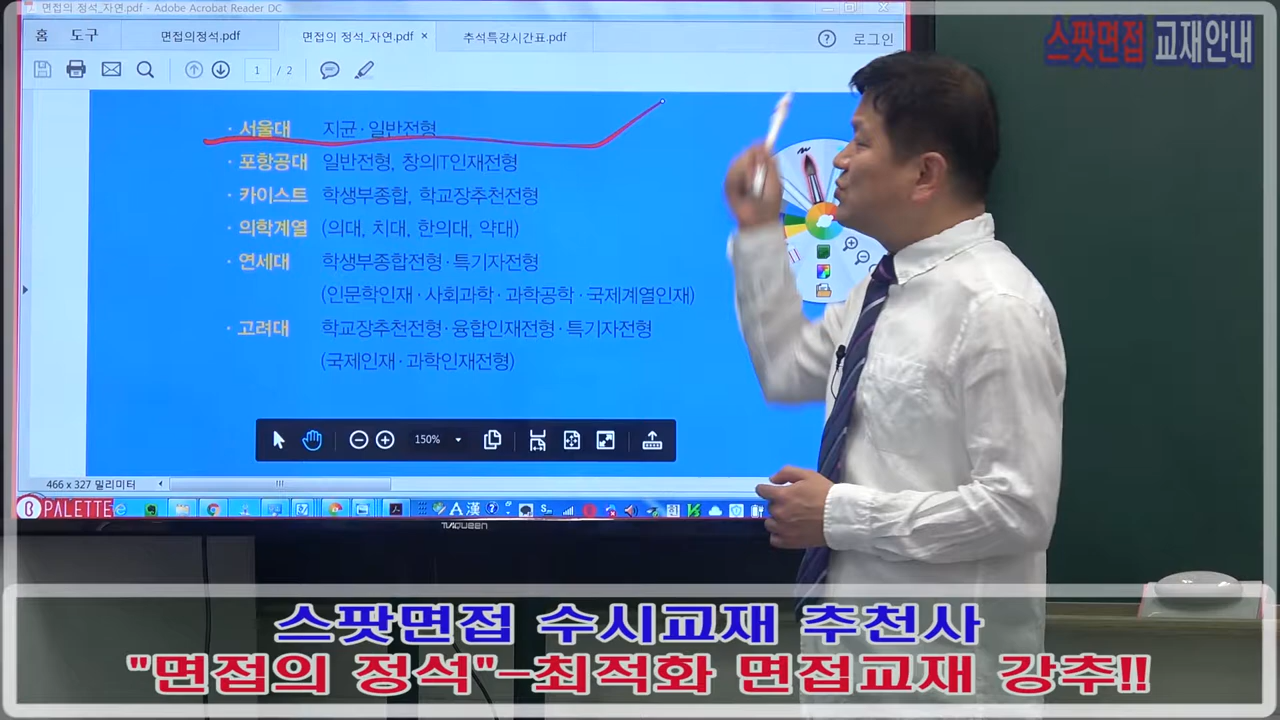 면접의 정석_자연.pdf - Adobe Acrobat Reader DC
스팟면접 교재안내
홈 도구 면접의정석.pdf 면접의 정석_자연.pdf × 추석특강시간표.pdf ? 로그인
1 / 2
· 서울대 지균·일반전형
· 포항공대 일반전형, 창의IT인재전형
· 카이스트 학생부종합, 학교장추천전형
· 의학계열 (의대, 치대, 한의대, 약대)
· 연세대 학생부종합전형·특기자전형
(인문학인재·사회과학·과학공학·국제계열인재)
· 고려대 학교장추천전형·융합인재전형·특기자전형
(국제인재·과학인재전형)
150%
466 x 327 밀리미터
PALETTE A 漢
TVAQUEEN
스팟면접 수시교재 추천사
"면접의 정석"-최적화 면접교재 강추!!